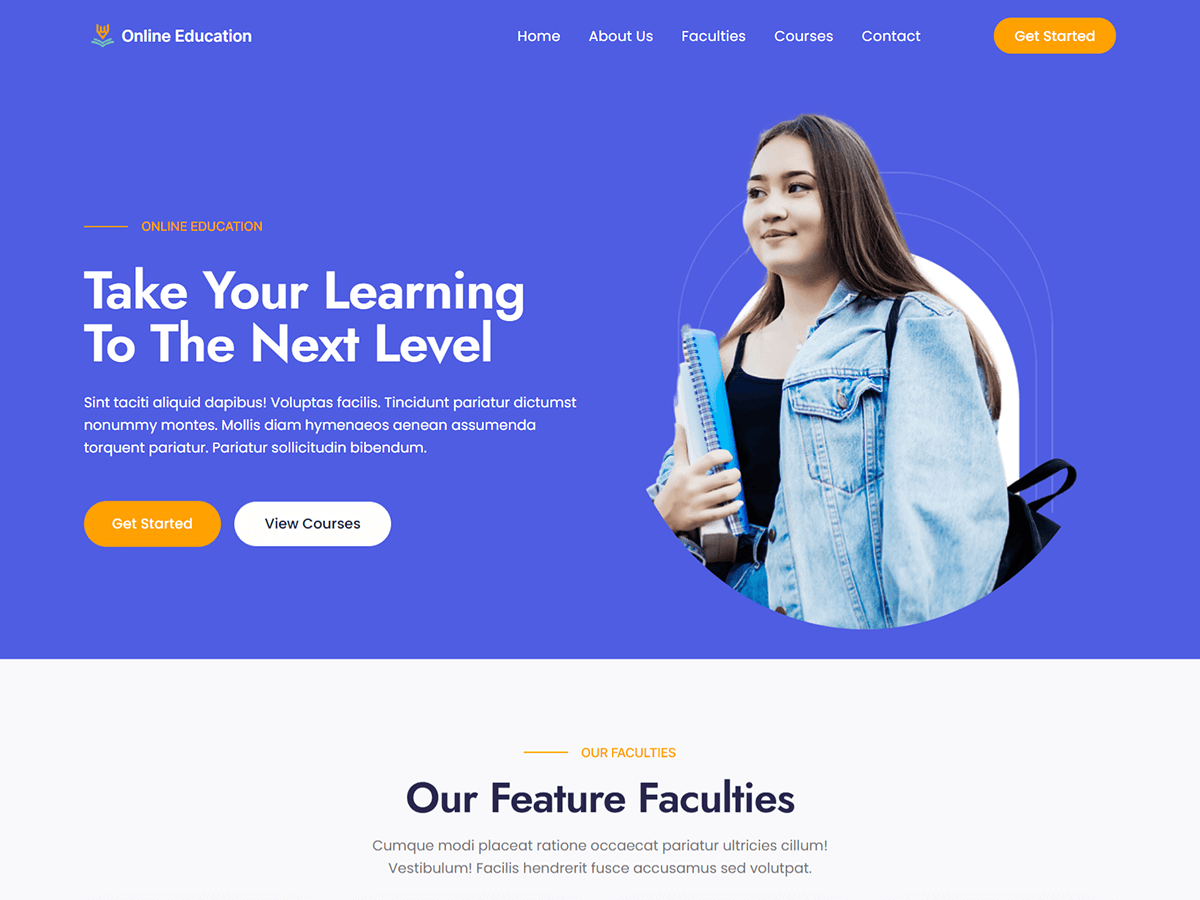 Online Education
Home
About Us
Faculties
Courses
Contact
Get Started
ONLINE EDUCATION
Take Your Learning
To The Next Level
Sint taciti aliquid dapibus! Voluptas facilis. Tincidunt pariatur dictumst
nonummy montes. Mollis diam hymenaeos aenean assumenda
torquent pariatur. Pariatur sollicitudin bibendum.
Get Started
View Courses
OUR FACULTIES
Our Feature Faculties
Cumque modi placeat ratione occaecat pariatur ultricies cillum!
Vestibulum! Facilis hendrerit fusce accusamus sed volutpat.